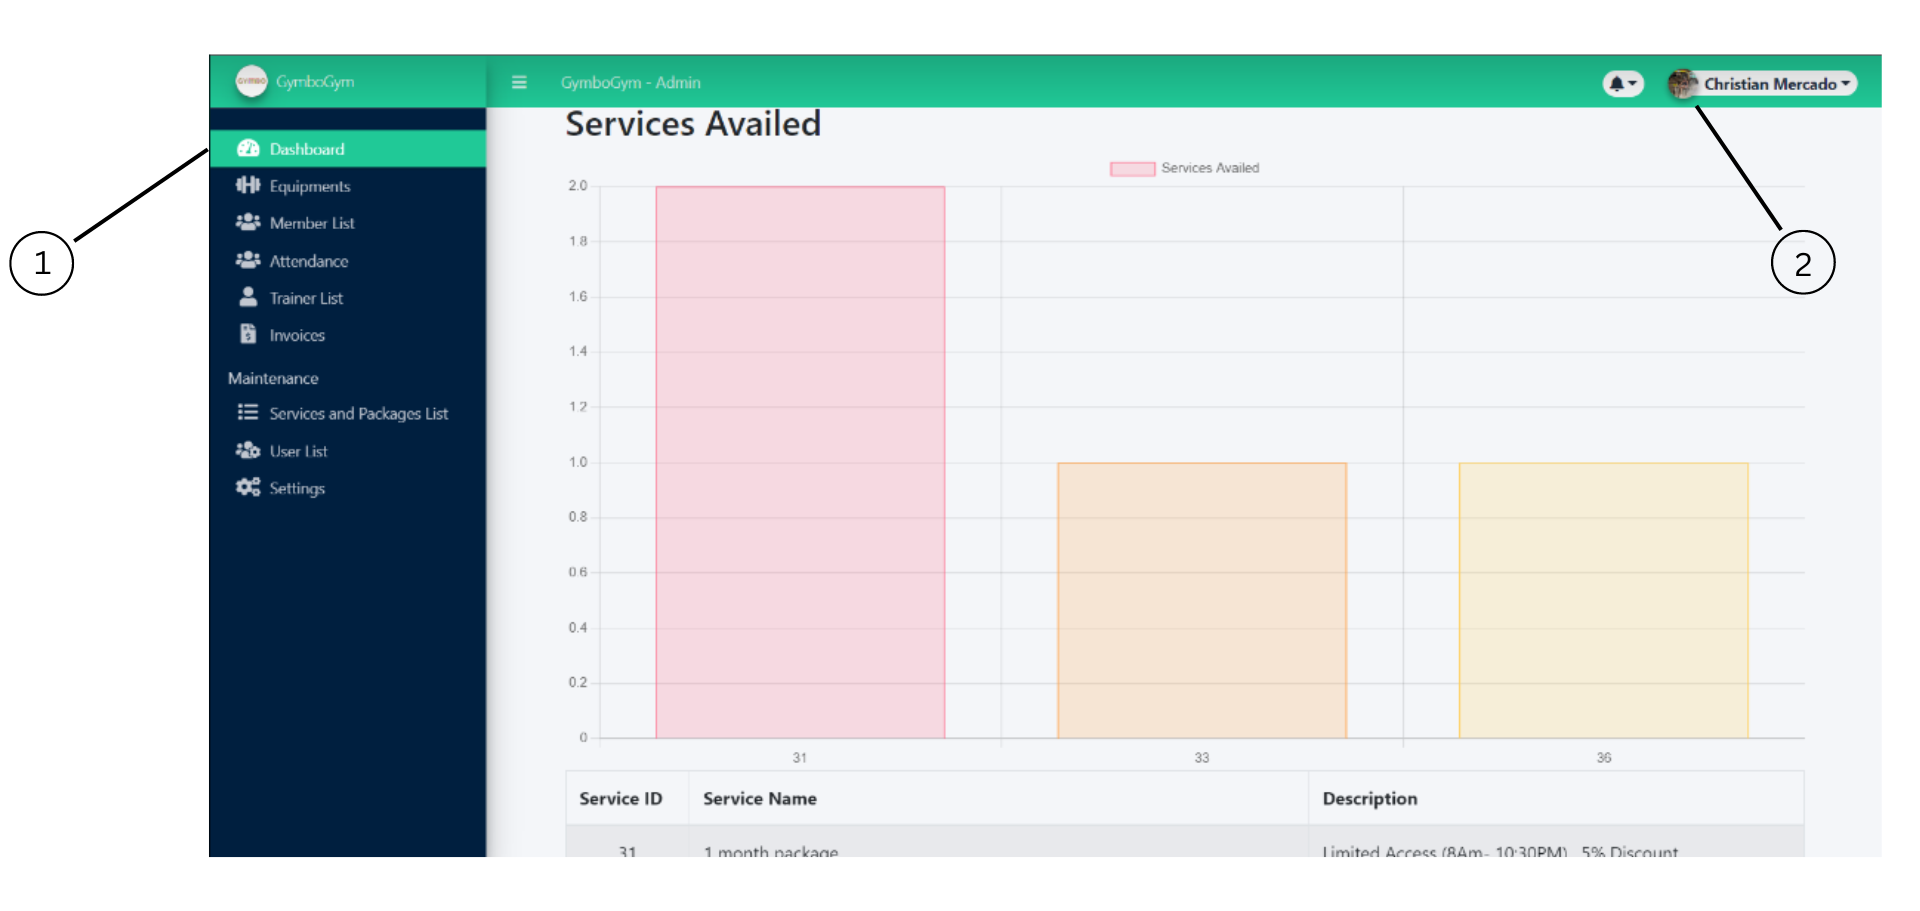 GYMBO GymboGym
GymboGym - Admin
Christian Mercado
Services Availed
Dashboard
Equipments
Member List
Attendance
Trainer List
Invoices
Maintenance
Services and Packages List
User List
Settings
1
2
Services Availed
2.0
1.8
1.6
1.4
1.2
1.0
0.8
0.6
0.4
0.2
0
31 33 36
Service ID Service Name Description
31 1 month package Limited Access (8Am- 10:30PM) 5% Discount